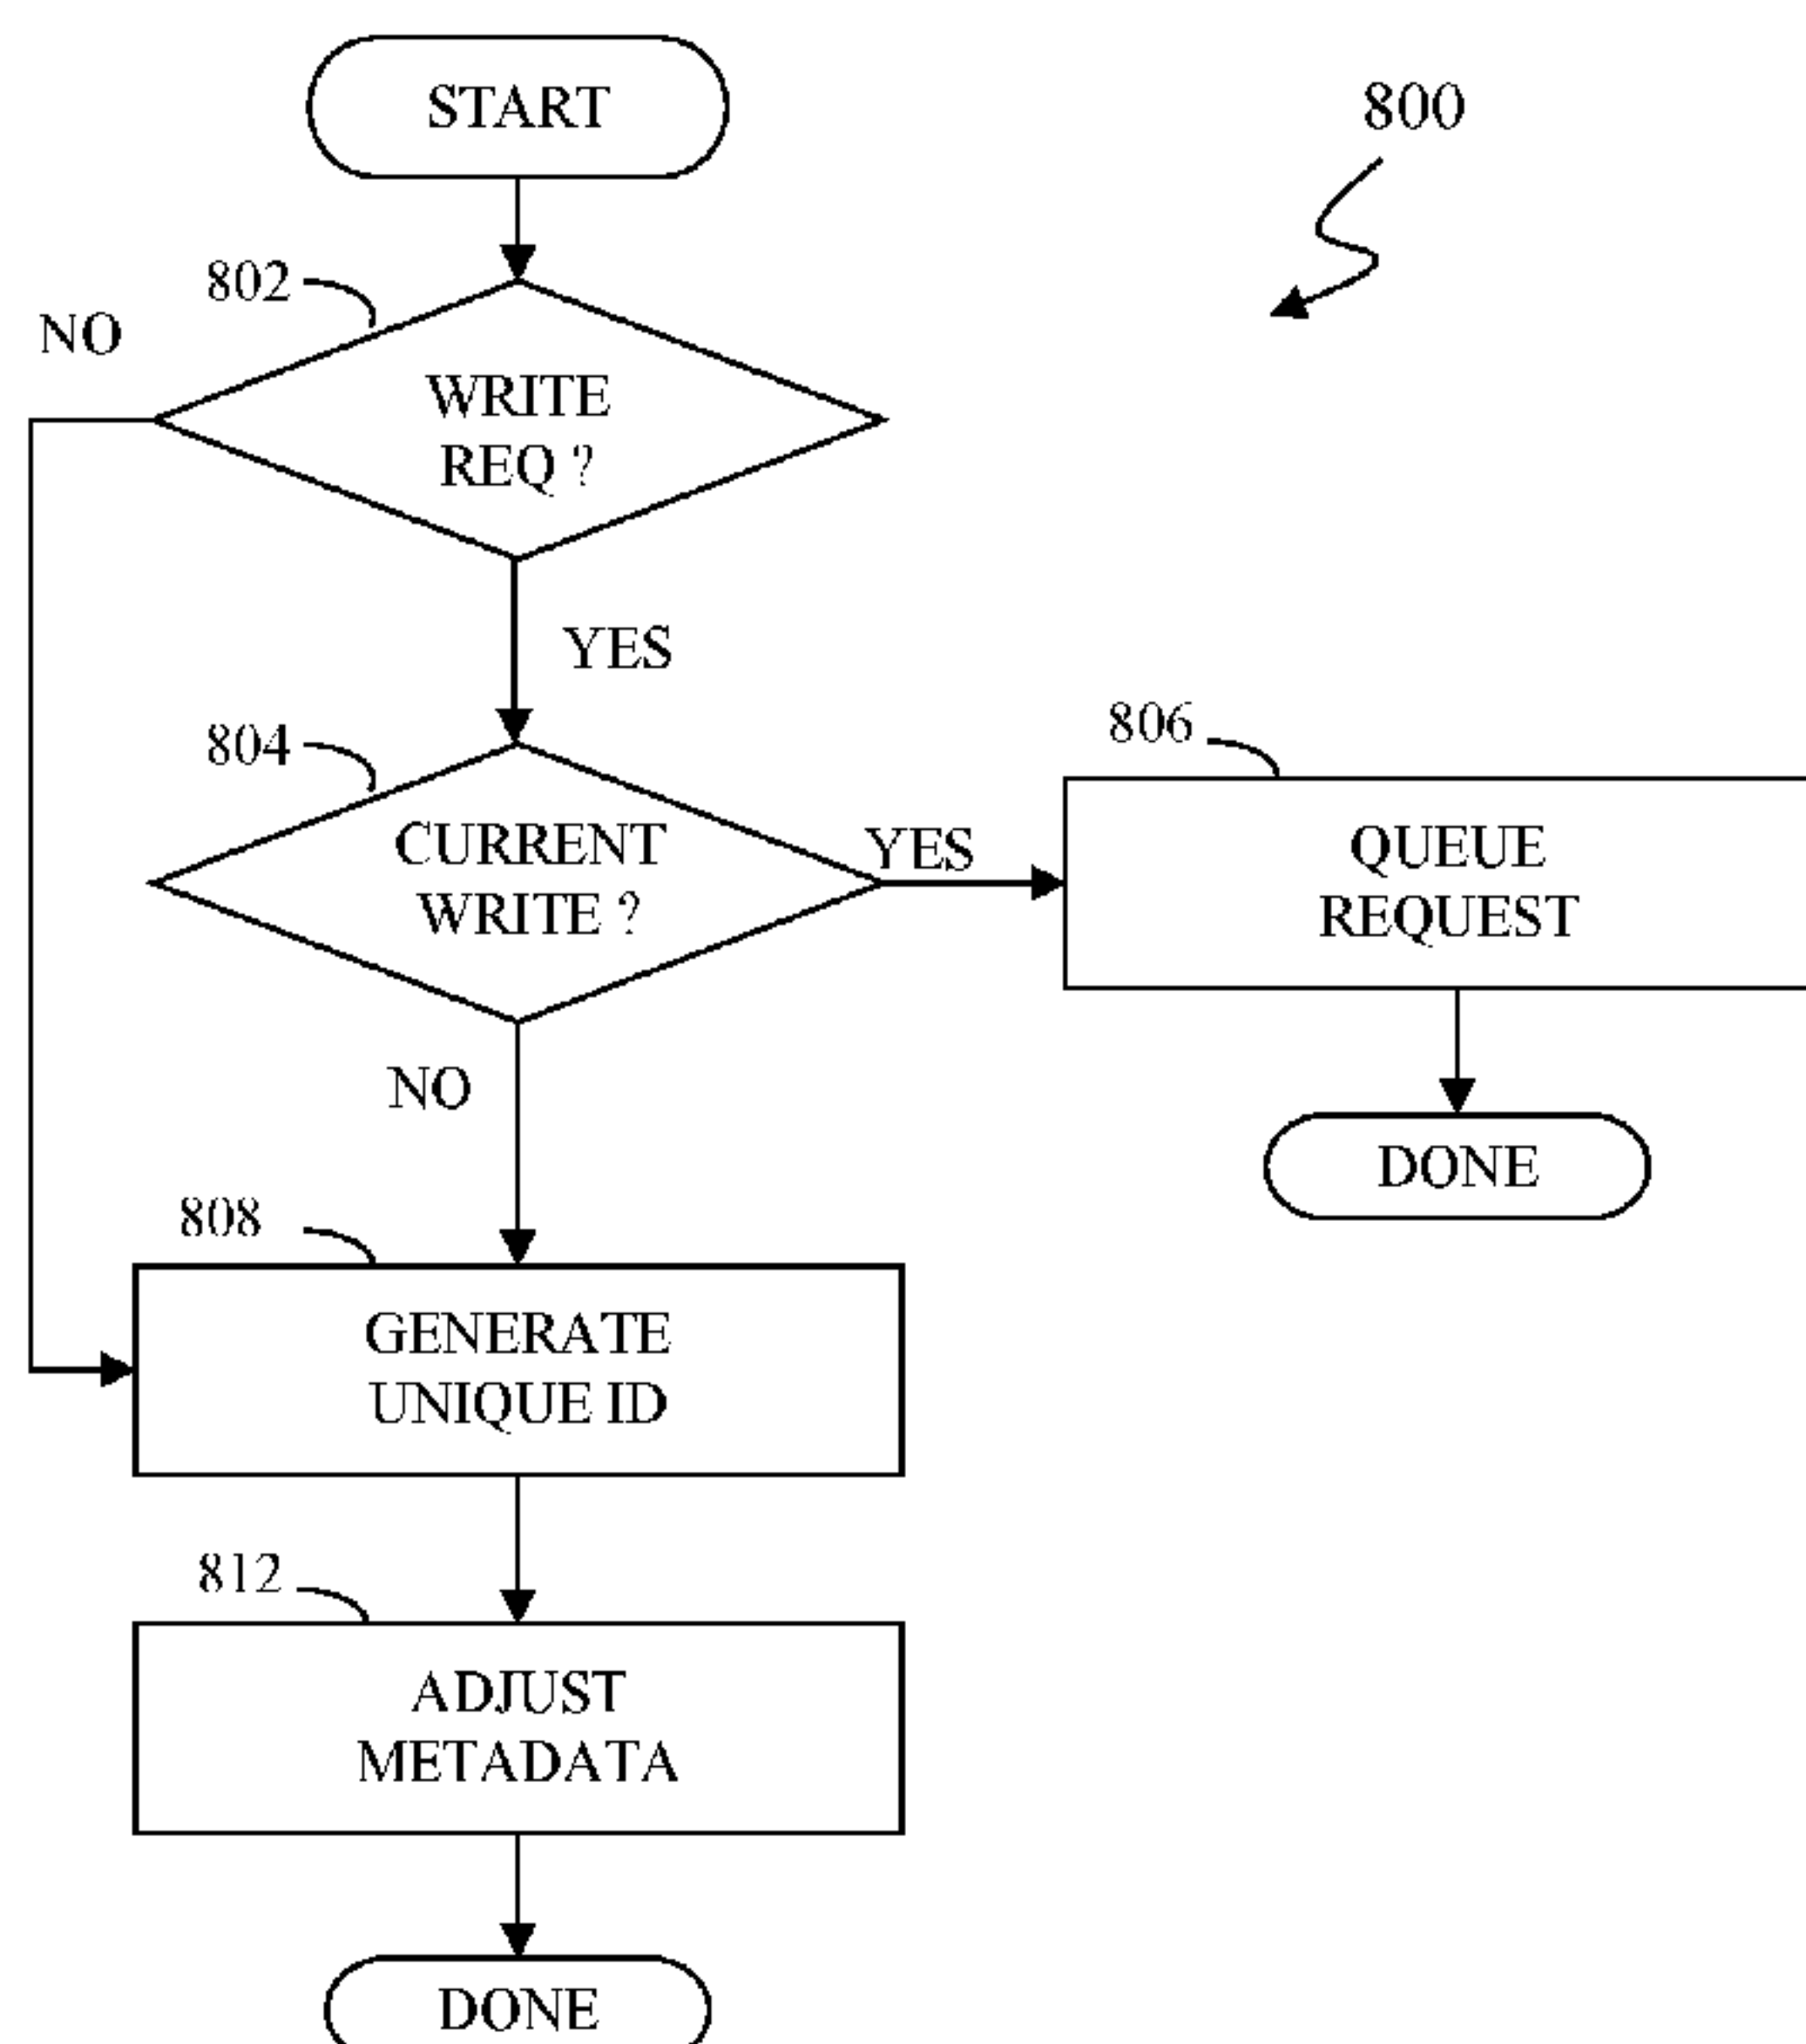 START
800
802
NO
WRITE
REQ ?
YES
804
CURRENT
WRITE ?
YES
806
QUEUE
REQUEST
NO
DONE
808
GENERATE
UNIQUE ID
812
ADJUST
METADATA
DONE